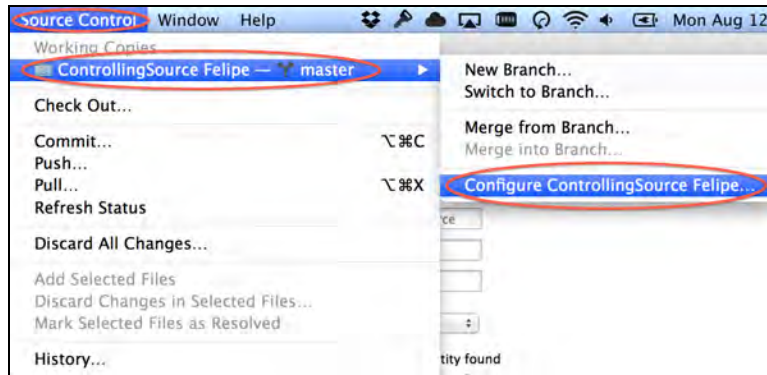 Source Control Window Help Mon Aug 12
Working Copies
ControllingSource Felipe — master
Check Out...
Commit... ⌥⌘C
Push...
Pull... ⌥⌘X
Refresh Status
Discard All Changes...
Add Selected Files
Discard Changes in Selected Files...
Mark Selected Files as Resolved
History...
New Branch...
Switch to Branch...
Merge from Branch...
Merge into Branch...
Configure ControllingSource Felipe...
rce
tity found